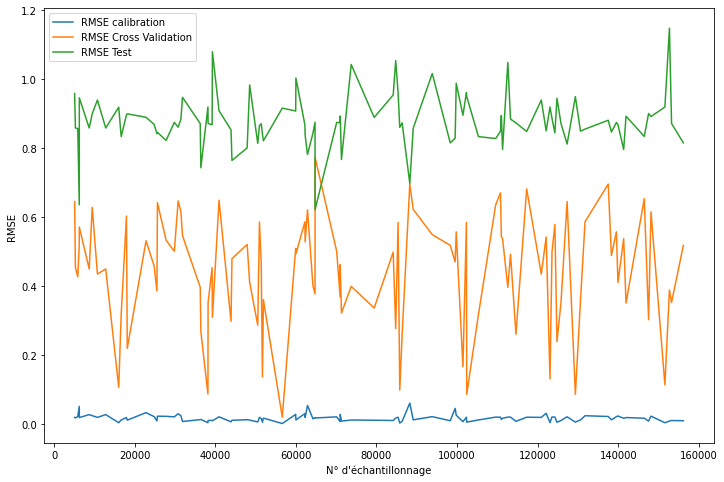 RMSE calibration
RMSE Cross Validation
RMSE Test
1.2
1.0
0.8
0.6
0.4
0.2
0.0
RMSE
0 20000 40000 60000 80000 100000 120000 140000 160000
N° d'échantillonnage